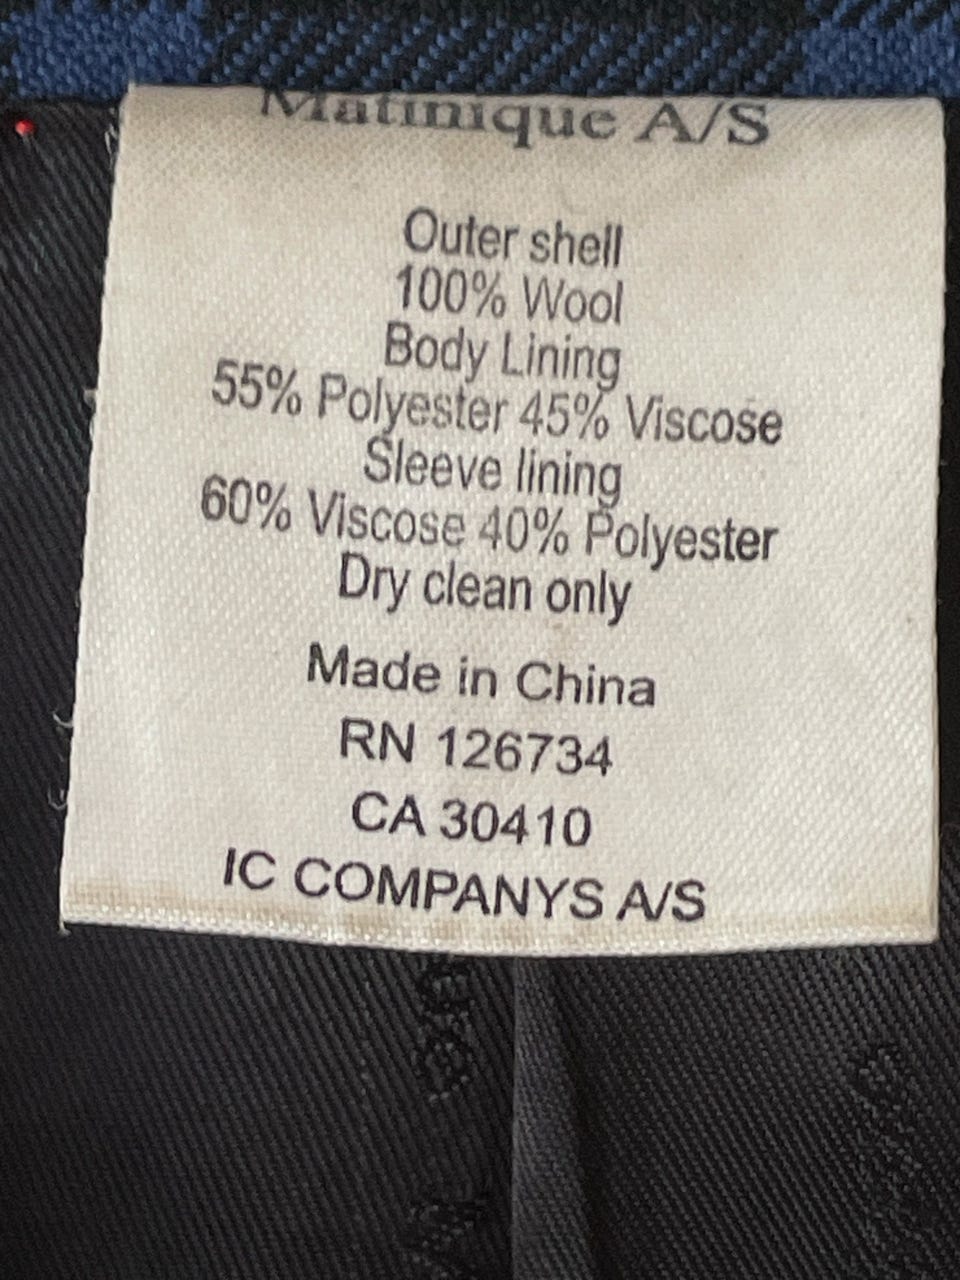 Matinique A/S
Outer shell
100% Wool
Body Lining
55% Polyester 45% Viscose
Sleeve lining
60% Viscose 40% Polyester
Dry clean only
Made in China
RN 126734
CA 30410
IC COMPANYS A/S